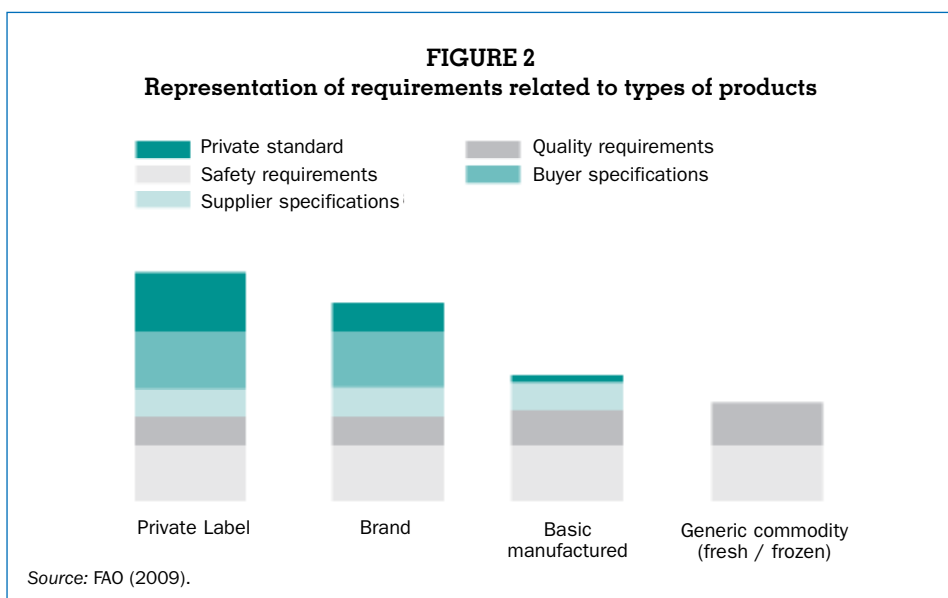 FIGURE 2
Representation of requirements related to types of products
Private standard
Quality requirements
Safety requirements
Buyer specifications
Supplier specifications
Private Label
Brand
Basic
manufactured
Generic commodity
(fresh / frozen)
Source: FAO (2009).